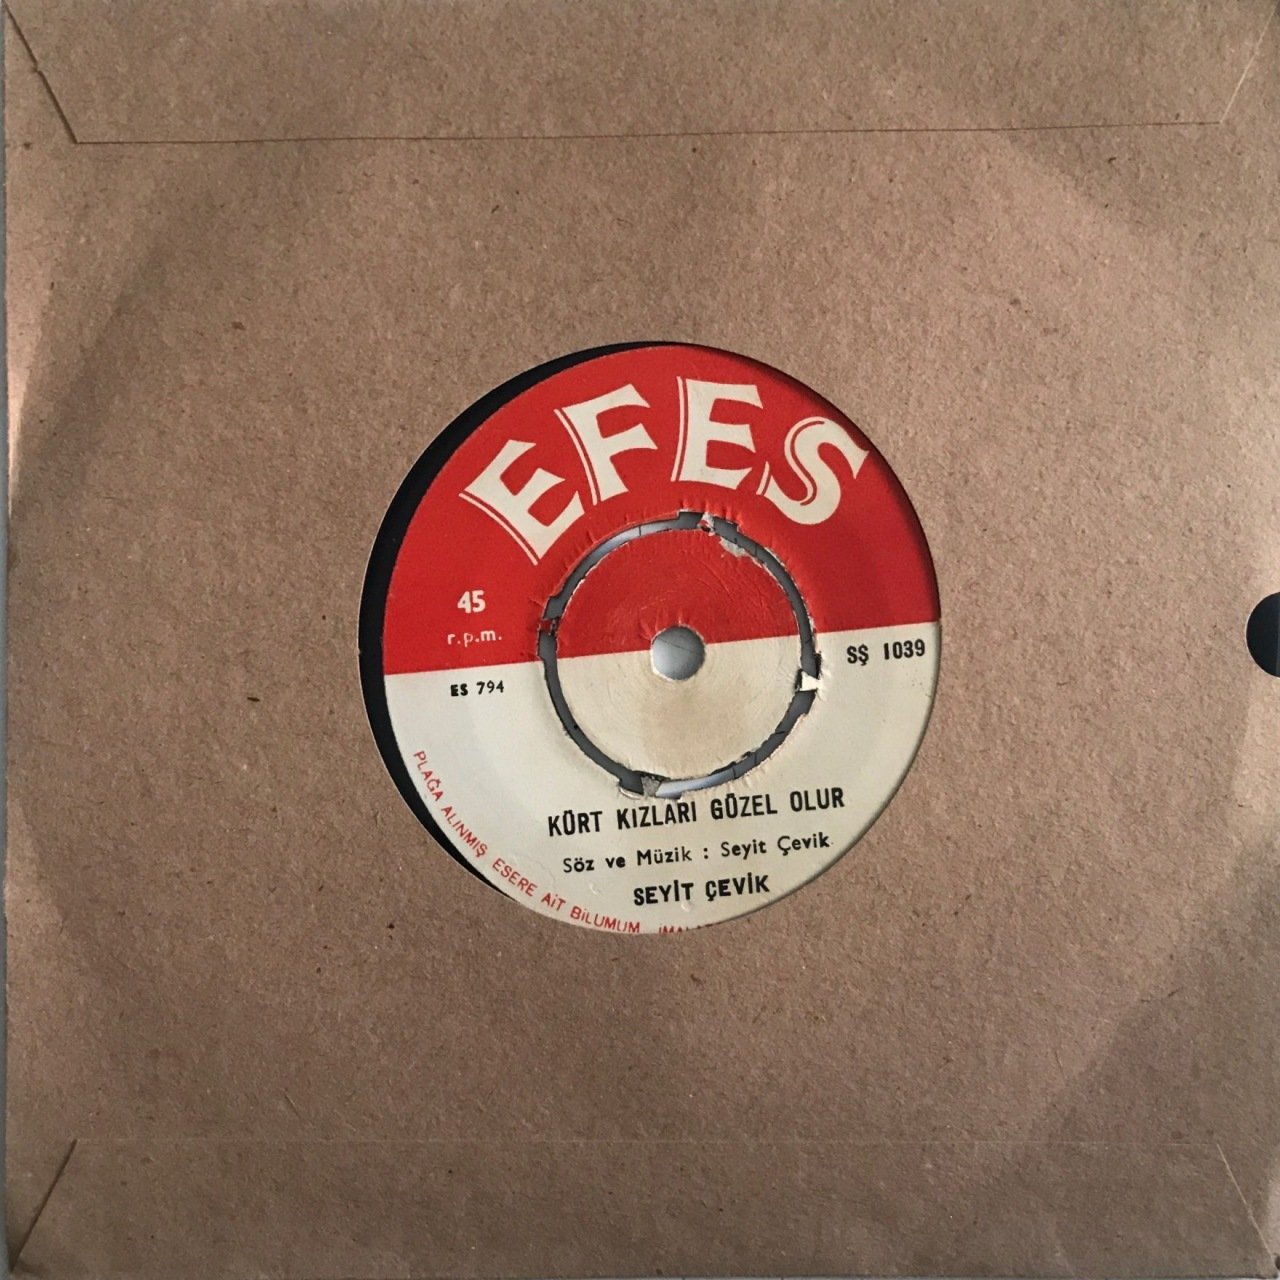 EFES
45
r.p.m.
ES 794
SŞ 1039
KÜRT KIZLARI GÜZEL OLUR
Söz ve Müzik : Seyit Çevik
SEYİT ÇEVİK
PLAĞA ALINMIŞ ESERE AİT BİLUMUM